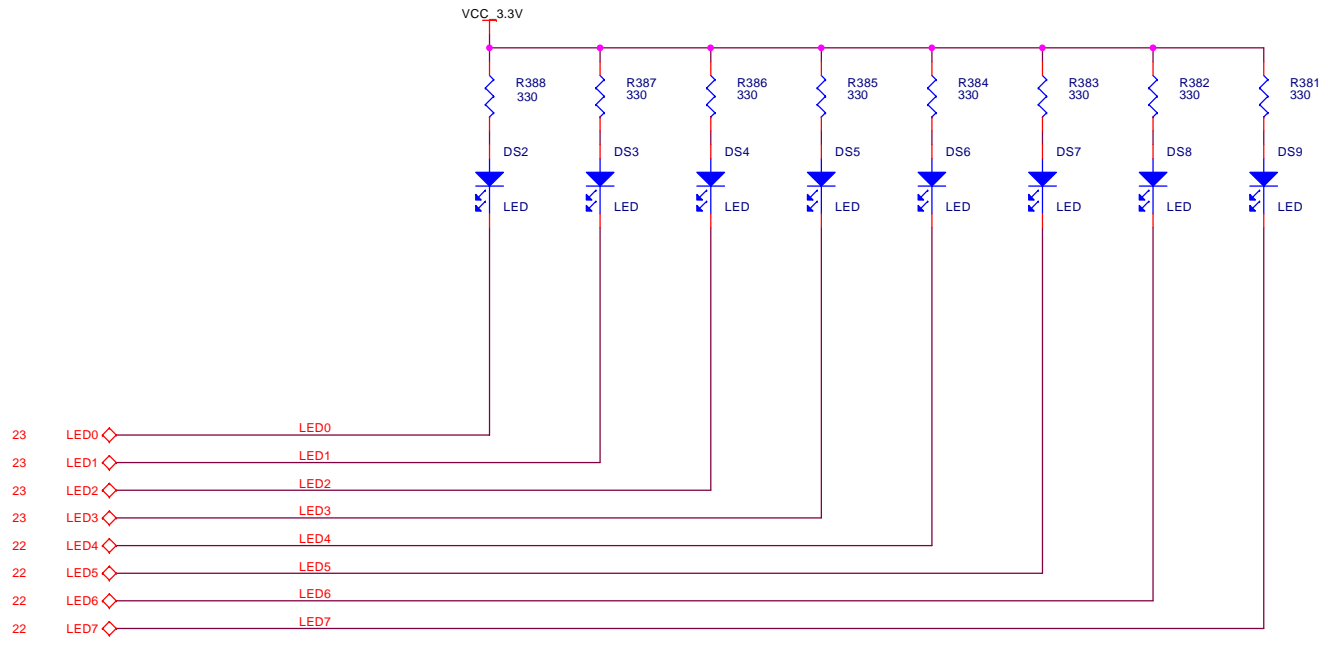 VCC_3.3V
R388 R387 R386 R385 R384 R383 R382 R381
330 330 330 330 330 330 330 330
DS2 DS3 DS4 DS5 DS6 DS7 DS8 DS9
LED LED LED LED LED LED LED LED
23 LED0 LED0
23 LED1 LED1
23 LED2 LED2
23 LED3 LED3
22 LED4 LED4
22 LED5 LED5
22 LED6 LED6
22 LED7 LED7